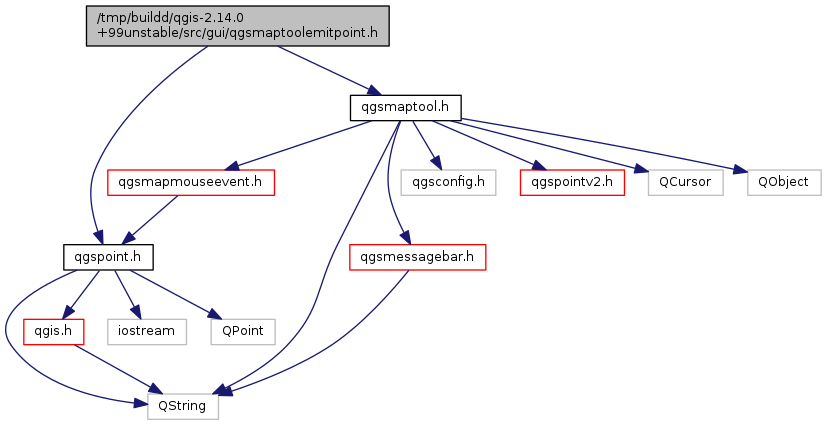 /tmp/buildd/qgis-2.14.0
+99unstable/src/gui/qgsmaptoolemitpoint.h
qgsmaptool.h
qgsmapmouseevent.h
qgsconfig.h
qgspointv2.h
QCursor
QObject
qgspoint.h
qgsmessagebar.h
qgis.h
iostream
QPoint
QString